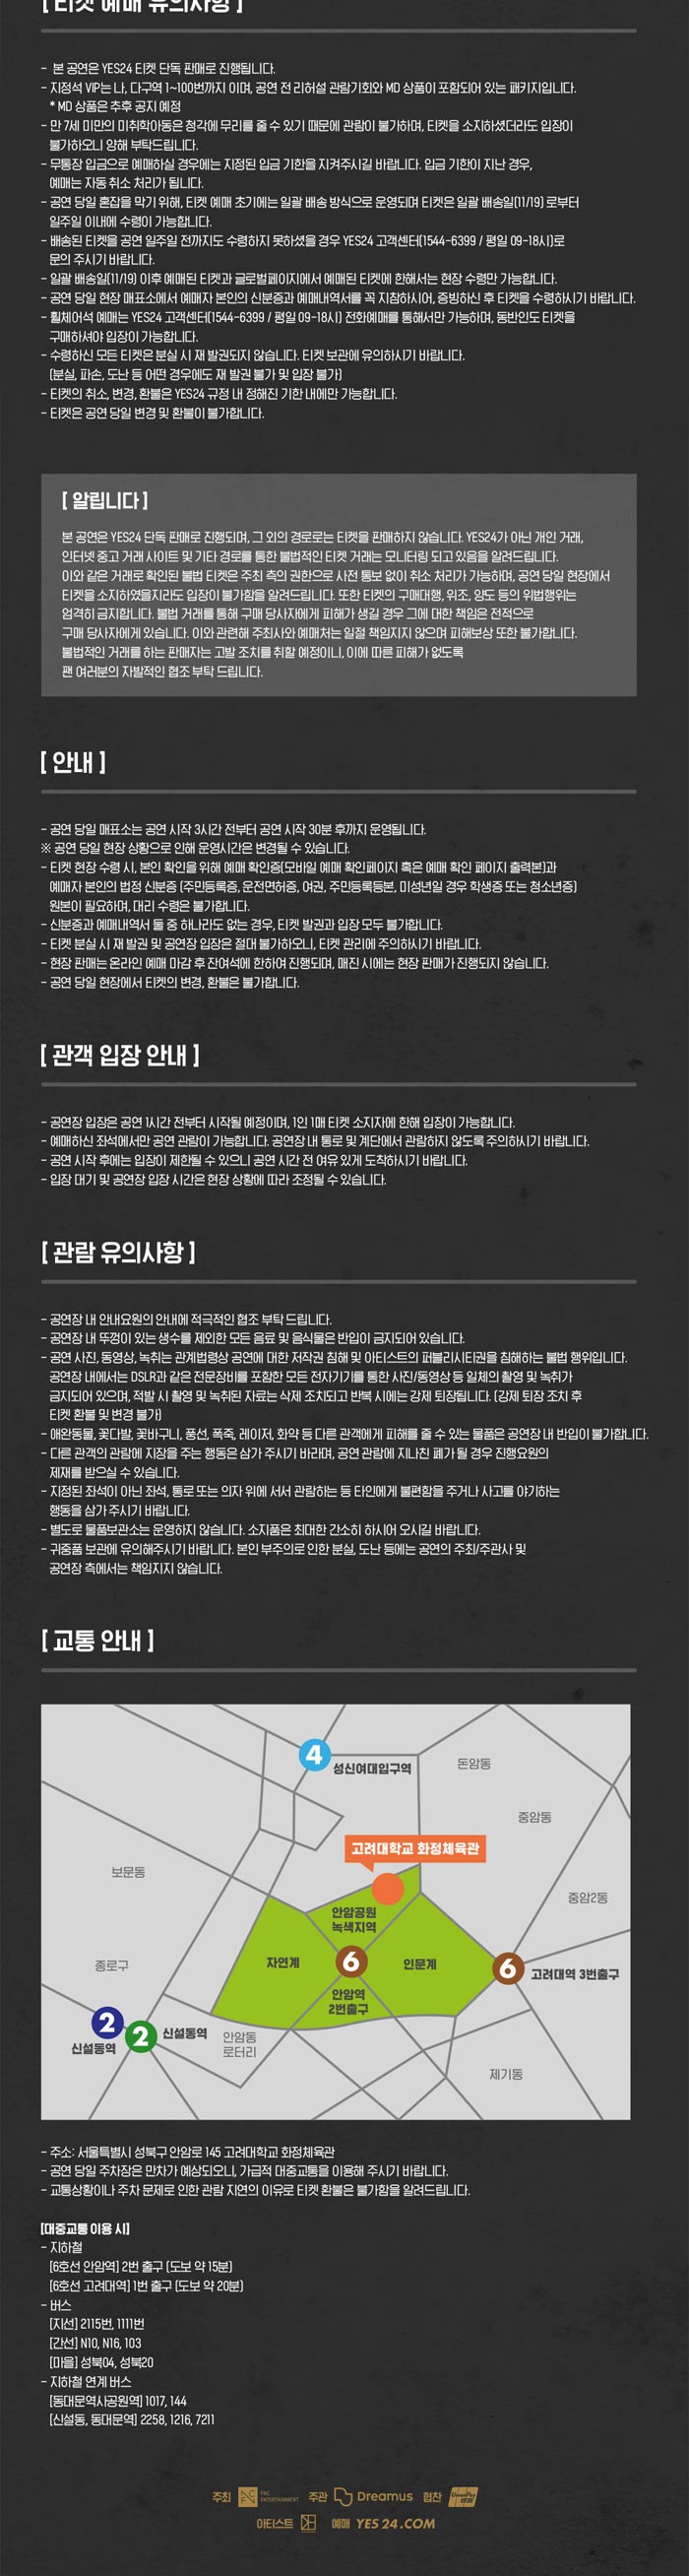 [ 티켓 예매 유의사항 ]
- 본 공연은 YES24 티켓 단독 판매로 진행됩니다.
- 지정석 VIP는 나, 다구역 1~100번까지 이며, 공연 전 리허설 관람기회와 MD 상품이 포함되어 있는 패키지입니다.
* MD 상품은 추후 공지 예정
- 만 7세 미만의 미취학아동은 청각에 무리를 줄 수 있기 때문에 관람이 불가하며, 티켓을 소지하셨더라도 입장이
불가하오니 양해 부탁드립니다.
- 무통장 입금으로 예매하실 경우에는 지정된 입금 기한을 지켜주시길 바랍니다. 입금 기한이 지난 경우,
예매는 자동 취소 처리가 됩니다.
- 공연 당일 혼잡을 막기 위해, 티켓 예매 초기에는 일괄 배송 방식으로 운영되며 티켓은 일괄 배송일(11/19) 로부터
일주일 이내에 수령이 가능합니다.
- 배송된 티켓을 공연 일주일 전까지도 수령하지 못하셨을 경우 YES24 고객센터(1544-6399 / 평일 09-18시)로
문의 주시기 바랍니다.
- 일괄 배송일(11/19) 이후 예매된 티켓과 글로벌페이지에서 예매된 티켓에 한해서는 현장 수령만 가능합니다.
- 공연 당일 현장 매표소에서 예매자 본인의 신분증과 예매내역서를 꼭 지참하시어, 증빙하신 후 티켓을 수령하시기 바랍니다.
- 휠체어석 예매는 YES24 고객센터(1544-6399 / 평일 09-18시) 전화예매를 통해서만 가능하며, 동반인도 티켓을
구매하셔야 입장이 가능합니다.
- 수령하신 모든 티켓은 분실 시 재 발권되지 않습니다. 티켓 보관에 유의하시기 바랍니다.
(분실, 파손, 도난 등 어떤 경우에도 재 발권 불가 및 입장 불가)
- 티켓의 취소, 변경, 환불은 YES24 규정 내 정해진 기한 내에만 가능합니다.
- 티켓은 공연 당일 변경 및 환불이 불가합니다.
[ 알립니다 ]
본 공연은 YES24 단독 판매로 진행되며, 그 외의 경로로는 티켓을 판매하지 않습니다. YES24가 아닌 개인 거래,
인터넷 중고 거래 사이트 및 기타 경로를 통한 불법적인 티켓 거래는 모니터링 되고 있음을 알려드립니다.
이와 같은 거래로 확인된 불법 티켓은 주최 측의 권한으로 사전 통보 없이 취소 처리가 가능하며, 공연 당일 현장에서
티켓을 소지하였을지라도 입장이 불가함을 알려드립니다. 또한 티켓의 구매대행, 위조, 양도 등의 위법행위는
엄격히 금지합니다. 불법 거래를 통해 구매 당사자에게 피해가 생길 경우 그에 대한 책임은 전적으로
구매 당사자에게 있습니다. 이와 관련해 주최사와 예매처는 일절 책임지지 않으며 피해보상 또한 불가합니다.
불법적인 거래를 하는 판매자는 고발 조치를 취할 예정이니, 이에 따른 피해가 없도록
팬 여러분의 자발적인 협조 부탁 드립니다.
[ 안내 ]
- 공연 당일 매표소는 공연 시작 3시간 전부터 공연 시작 30분 후까지 운영됩니다.
※ 공연 당일 현장 상황으로 인해 운영시간은 변경될 수 있습니다.
- 티켓 현장 수령 시, 본인 확인을 위해 예매 확인증(모바일 예매 확인페이지 혹은 예매 확인 페이지 출력본)과
예매자 본인의 법정 신분증 (주민등록증, 운전면허증, 여권, 주민등록등본, 미성년일 경우 학생증 또는 청소년증)
원본이 필요하며, 대리 수령은 불가합니다.
- 신분증과 예매내역서 둘 중 하나라도 없는 경우, 티켓 발권과 입장 모두 불가합니다.
- 티켓 분실 시 재 발권 및 공연장 입장은 절대 불가하오니, 티켓 관리에 주의하시기 바랍니다.
- 현장 판매는 온라인 예매 마감 후 잔여석에 한하여 진행되며, 매진 시에는 현장 판매가 진행되지 않습니다.
- 공연 당일 현장에서 티켓의 변경, 환불은 불가합니다.
[ 관객 입장 안내 ]
- 공연장 입장은 공연 1시간 전부터 시작될 예정이며, 1인 1매 티켓 소지자에 한해 입장이 가능합니다.
- 예매하신 좌석에서만 공연 관람이 가능합니다. 공연장 내 통로 및 계단에서 관람하지 않도록 주의하시기 바랍니다.
- 공연 시작 후에는 입장이 제한될 수 있으니 공연 시간 전 여유 있게 도착하시기 바랍니다.
- 입장 대기 및 공연장 입장 시간은 현장 상황에 따라 조정될 수 있습니다.
[ 관람 유의사항 ]
- 공연장 내 안내요원의 안내에 적극적인 협조 부탁 드립니다.
- 공연장 내 뚜껑이 있는 생수를 제외한 모든 음료 및 음식물은 반입이 금지되어 있습니다.
- 공연 사진, 동영상, 녹취는 관계법령상 공연에 대한 저작권 침해 및 아티스트의 퍼블리시티권을 침해하는 불법 행위입니다.
공연장 내에서는 DSLR과 같은 전문장비를 포함한 모든 전자기기를 통한 사진/동영상 등 일체의 촬영 및 녹취가
금지되어 있으며, 적발 시 촬영 및 녹취된 자료는 삭제 조치되고 반복 시에는 강제 퇴장됩니다. (강제 퇴장 조치 후
티켓 환불 및 변경 불가)
- 애완동물, 꽃다발, 꽃바구니, 풍선, 폭죽, 레이저, 화약 등 다른 관객에게 피해를 줄 수 있는 물품은 공연장 내 반입이 불가합니다.
- 다른 관객의 관람에 지장을 주는 행동은 삼가 주시기 바라며, 공연 관람에 지나친 폐가 될 경우 진행요원의
제재를 받으실 수 있습니다.
- 지정된 좌석이 아닌 좌석, 통로 또는 의자 위에 서서 관람하는 등 타인에게 불편함을 주거나 사고를 야기하는
행동을 삼가 주시기 바랍니다.
- 별도로 물품보관소는 운영하지 않습니다. 소지품은 최대한 간소히 하시어 오시길 바랍니다.
- 귀중품 보관에 유의해주시기 바랍니다. 본인 부주의로 인한 분실, 도난 등에는 공연의 주최/주관사 및
공연장 측에서는 책임지지 않습니다.
[ 교통 안내 ]
4
성신여대입구역
돈암동
중암동
고려대학교 화정체육관
보문동
중암2동
안암공원
녹색지역
종로구
자연계
6
인문계
6
고려대역 3번출구
안암역
2번출구
2
2
신설동역
신설동역
안암동
로터리
제기동
- 주소: 서울특별시 성북구 안암로 145 고려대학교 화정체육관
- 공연 당일 주차장은 만차가 예상되오니, 가급적 대중교통을 이용해 주시기 바랍니다.
- 교통상황이나 주차 문제로 인한 관람 지연의 이유로 티켓 환불은 불가함을 알려드립니다.
[대중교통 이용 시]
- 지하철
[6호선 안암역] 2번 출구 (도보 약 15분)
[6호선 고려대역] 1번 출구 (도보 약 20분)
- 버스
[지선] 2115번, 1111번
[간선] N10, N16, 103
[마을] 성북04, 성북20
- 지하철 연계 버스
[동대문역사공원역] 1017, 144
[신설동, 동대문역] 2258, 1216, 7211
주최 FNC ENTERTAINMENT 주관 Dreamus 협찬
아티스트 예매 YES24.COM